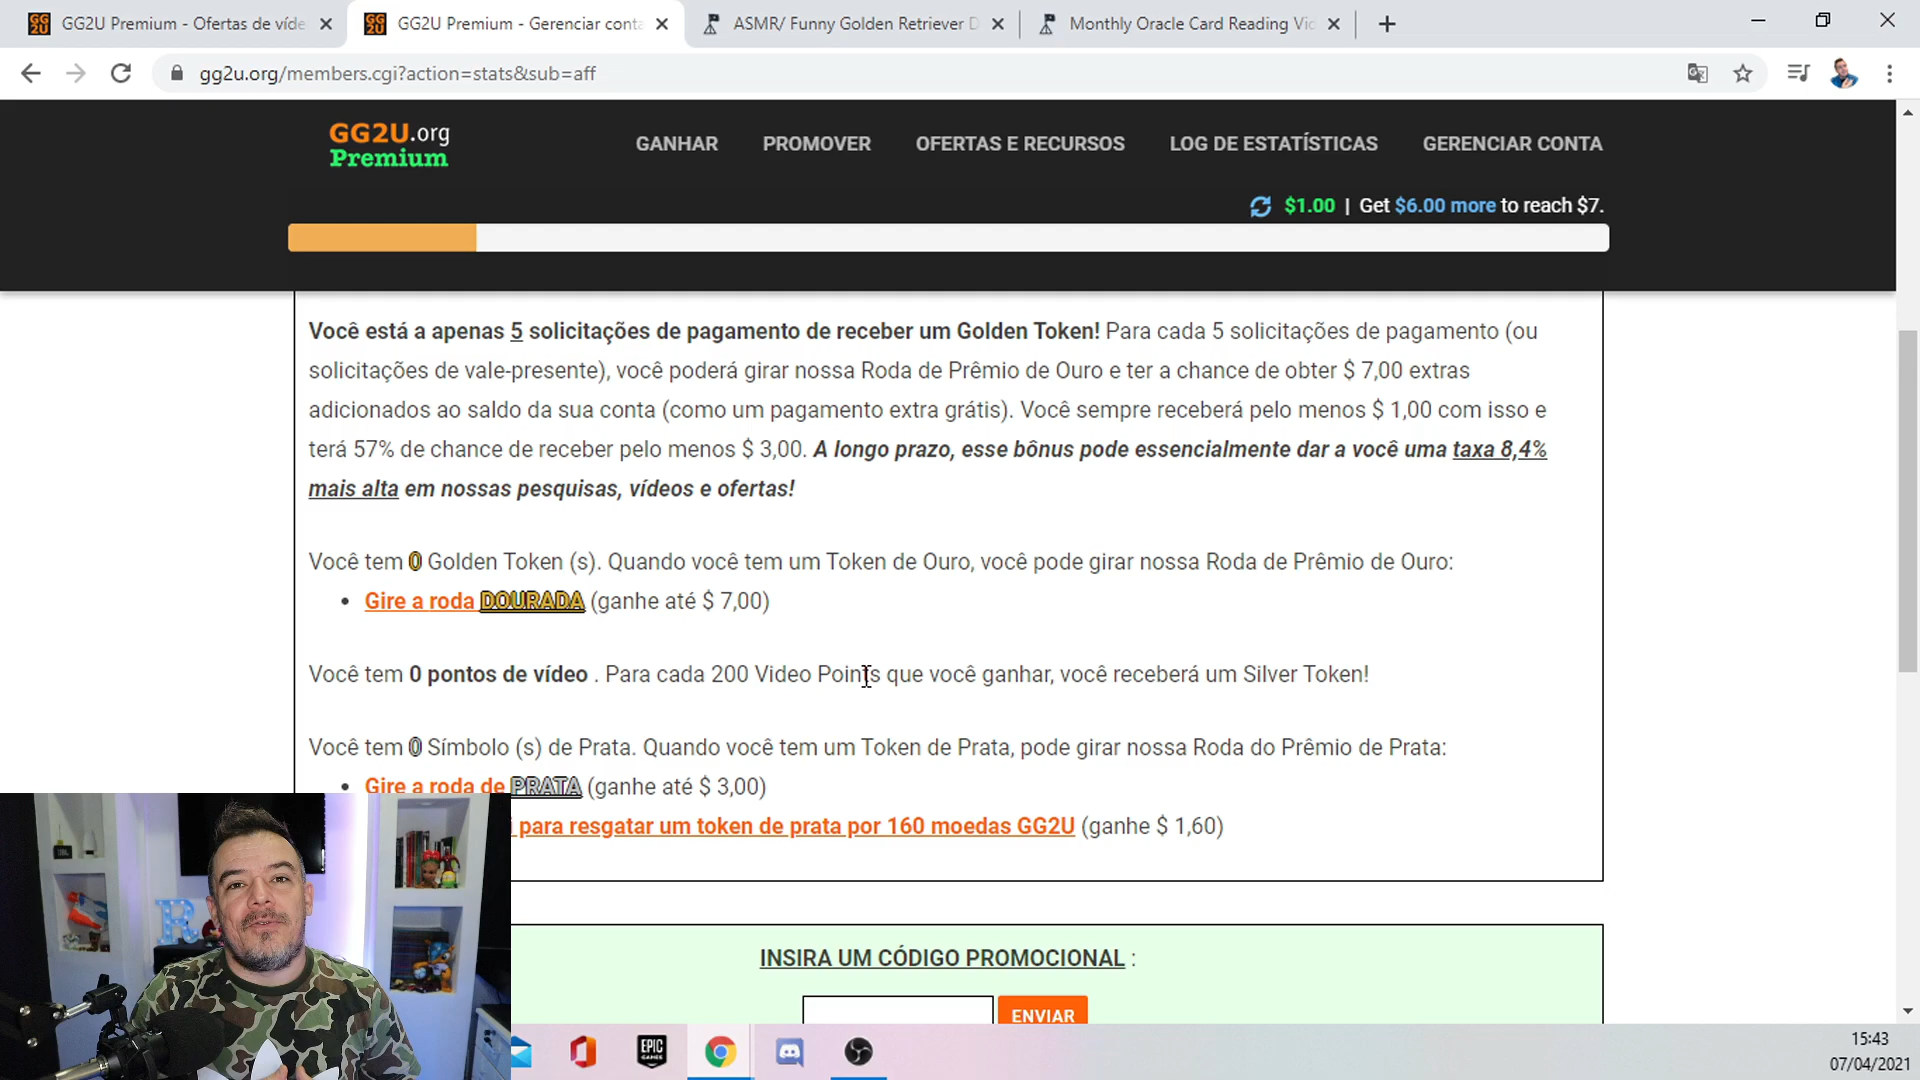 GG2U Premium - Ofertas de víde
GG2U Premium - Gerenciar conta
ASMR/ Funny Golden Retriever D
Monthly Oracle Card Reading Vid
gg2u.org/members.cgi?action=stats&sub=aff
GG2U.org
Premium
GANHAR
PROMOVER
OFERTAS E RECURSOS
LOG DE ESTATÍSTICAS
GERENCIAR CONTA
$1.00 | Get $6.00 more to reach $7.
Você está a apenas 5 solicitações de pagamento de receber um Golden Token! Para cada 5 solicitações de pagamento (ou
solicitações de vale-presente), você poderá girar nossa Roda de Prêmio de Ouro e ter a chance de obter $ 7,00 extras
adicionados ao saldo da sua conta (como um pagamento extra grátis). Você sempre receberá pelo menos $ 1,00 com isso e
terá 57% de chance de receber pelo menos $ 3,00. A longo prazo, esse bônus pode essencialmente dar a você uma taxa 8,4%
mais alta em nossas pesquisas, vídeos e ofertas!
Você tem 0 Golden Token (s). Quando você tem um Token de Ouro, você pode girar nossa Roda de Prêmio de Ouro:
• Gire a roda DOURADA (ganhe até $ 7,00)
Você tem 0 pontos de vídeo . Para cada 200 Video Points que você ganhar, você receberá um Silver Token!
Você tem 0 Símbolo (s) de Prata. Quando você tem um Token de Prata, pode girar nossa Roda do Prêmio de Prata:
• Gire a roda de PRATA (ganhe até $ 3,00)
para resgatar um token de prata por 160 moedas GG2U (ganhe $ 1,60)
INSIRA UM CÓDIGO PROMOCIONAL :
ENVIAR
EPIC
GAMES
15:43
07/04/2021